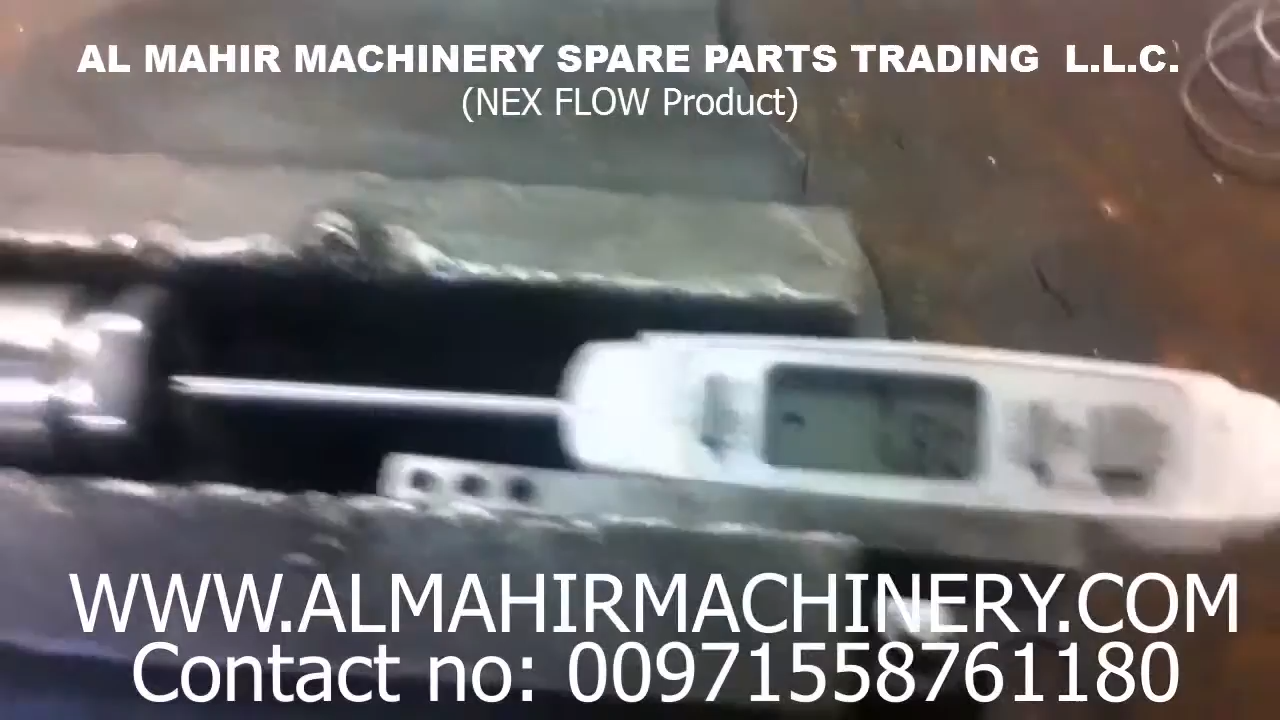 AL MAHIR MACHINERY SPARE PARTS TRADING L.L.C.
(NEX FLOW Product)
WWW.ALMAHIRMACHINERY.COM
Contact no: 00971558761180